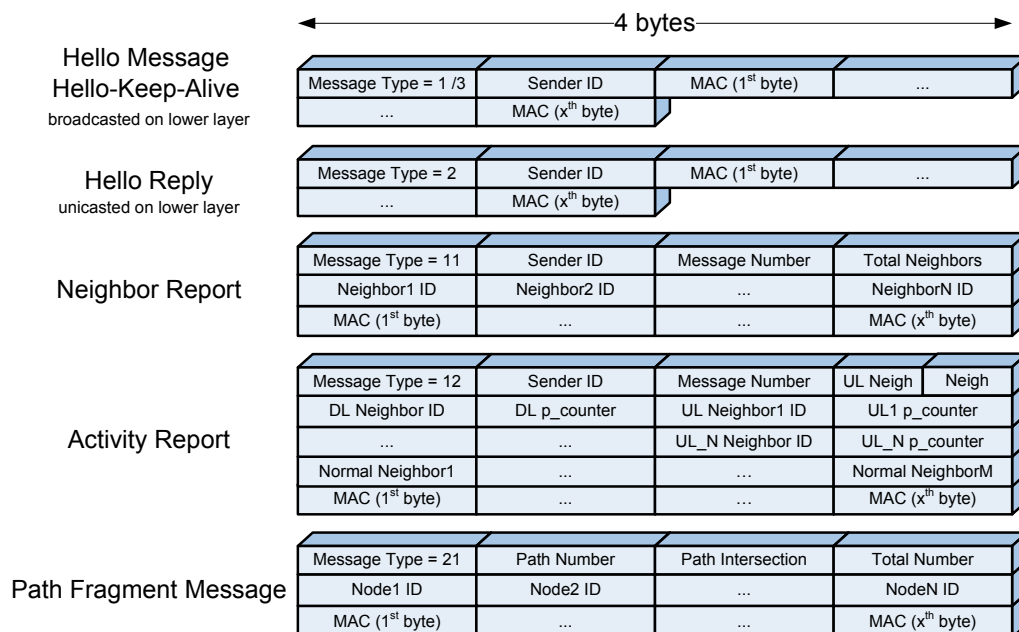 4 bytes
Hello Message
Hello-Keep-Alive
broadcasted on lower layer
Message Type = 1 /3 Sender ID MAC (1st byte) ...
... MAC (xth byte)
Hello Reply
unicasted on lower layer
Message Type = 2 Sender ID MAC (1st byte) ...
... MAC (xth byte)
Neighbor Report
Message Type = 11 Sender ID Message Number Total Neighbors
Neighbor1 ID Neighbor2 ID ... NeighborN ID
MAC (1st byte) ... ... MAC (xth byte)
Activity Report
Message Type = 12 Sender ID Message Number UL Neigh Neigh
DL Neighbor ID DL p_counter UL Neighbor1 ID UL1 p_counter
... ... UL_N Neighbor ID UL_N p_counter
Normal Neighbor1 ... ... Normal NeighborM
MAC (1st byte) ... ... MAC (xth byte)
Path Fragment Message
Message Type = 21 Path Number Path Intersection Total Number
Node1 ID Node2 ID ... NodeN ID
MAC (1st byte) ... ... MAC (xth byte)